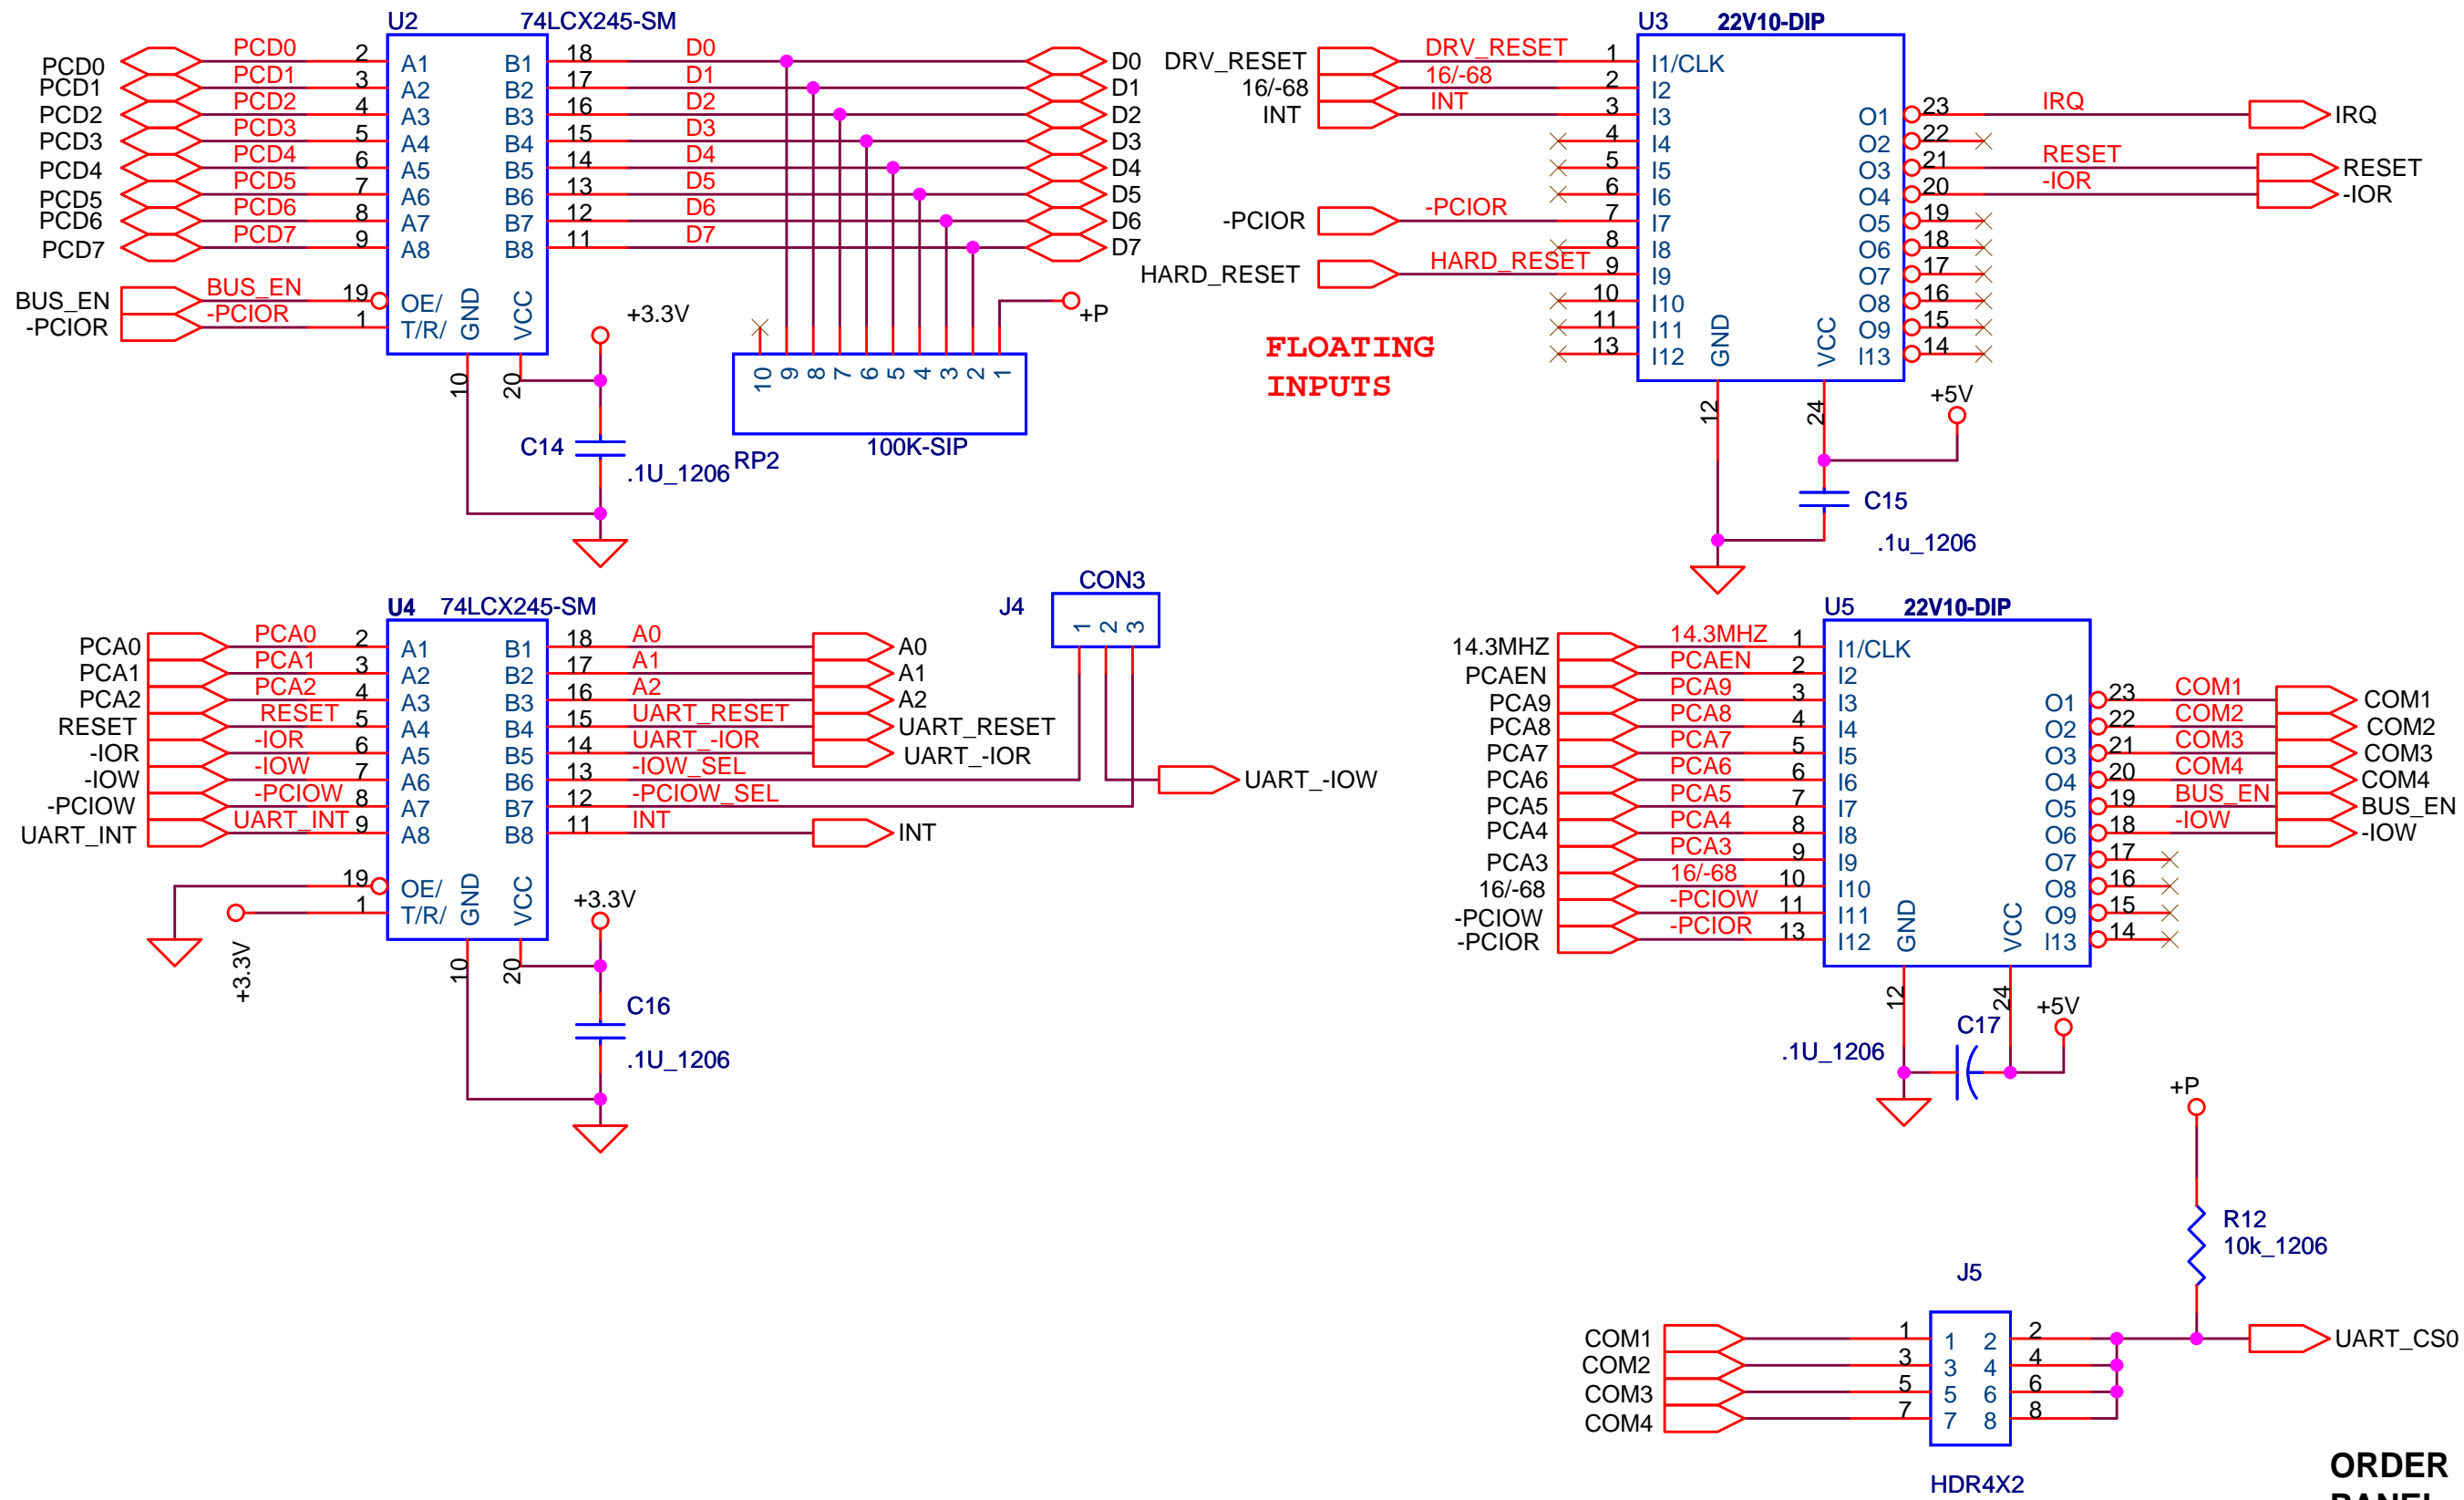 U2 74LCX245-SM
PCD0 PCD0 2 A1 B1 18 D0 D0
PCD1 PCD1 3 A2 B2 17 D1 D1
PCD2 PCD2 4 A3 B3 16 D2 D2
PCD3 PCD3 5 A4 B4 15 D3 D3
PCD4 PCD4 6 A5 B5 14 D4 D4
PCD5 PCD5 7 A6 B6 13 D5 D5
PCD6 PCD6 8 A7 B7 12 D6 D6
PCD7 PCD7 9 A8 B8 11 D7 D7
BUS_EN BUS_EN 19 OE/ GND VCC
-PCIOR -PCIOR 1 T/R/
+3.3V
+P
10 20
10 9 8 7 6 5 4 3 2 1
C14 .1U_1206
RP2 100K-SIP
U3 22V10-DIP
DRV_RESET DRV_RESET 1 I1/CLK
16/-68 16/-68 2 I2
INT INT 3 I3 O1 23 IRQ IRQ
4 I4 O2 22
5 I5 O3 21 RESET RESET
6 I6 O4 20 -IOR -IOR
-PCIOR -PCIOR 7 I7 O5 19
8 I8 O6 18
HARD_RESET HARD_RESET 9 I9 O7 17
10 I10 O8 16
11 I11 O9 15
13 I12 I13 14
GND VCC
FLOATING
INPUTS
12 24
+5V
C15
.1u_1206
U4 74LCX245-SM
PCA0 PCA0 2 A1 B1 18 A0 A0
PCA1 PCA1 3 A2 B2 17 A1 A1
PCA2 PCA2 4 A3 B3 16 A2 A2
RESET RESET 5 A4 B4 15 UART_RESET UART_RESET
-IOR -IOR 6 A5 B5 14 UART_-IOR UART_-IOR
-IOW -IOW 7 A6 B6 13 -IOW_SEL
-PCIOW -PCIOW 8 A7 B7 12 -PCIOW_SEL
UART_INT UART_INT 9 A8 B8 11 INT INT
19 OE/ GND VCC
1 T/R/
+3.3V
+3.3V
10 20
C16
.1U_1206
CON3
J4
1 2 3
UART_-IOW
U5 22V10-DIP
14.3MHZ 14.3MHZ 1 I1/CLK
PCAEN PCAEN 2 I2
PCA9 PCA9 3 I3 O1 23 COM1 COM1
PCA8 PCA8 4 I4 O2 22 COM2 COM2
PCA7 PCA7 5 I5 O3 21 COM3 COM3
PCA6 PCA6 6 I6 O4 20 COM4 COM4
PCA5 PCA5 7 I7 O5 19 BUS_EN BUS_EN
PCA4 PCA4 8 I8 O6 18 -IOW -IOW
PCA3 PCA3 9 I9 O7 17
16/-68 16/-68 10 I10 O8 16
-PCIOW -PCIOW 11 I11 O9 15
-PCIOR -PCIOR 13 I12 I13 14
GND VCC
12 24
+5V
C17
.1U_1206
+P
R12
10k_1206
J5
COM1 1 1 2 2 UART_CS0
COM2 3 3 4 4
COM3 5 5 6 6
COM4 7 7 8 8
HDR4X2
ORDER